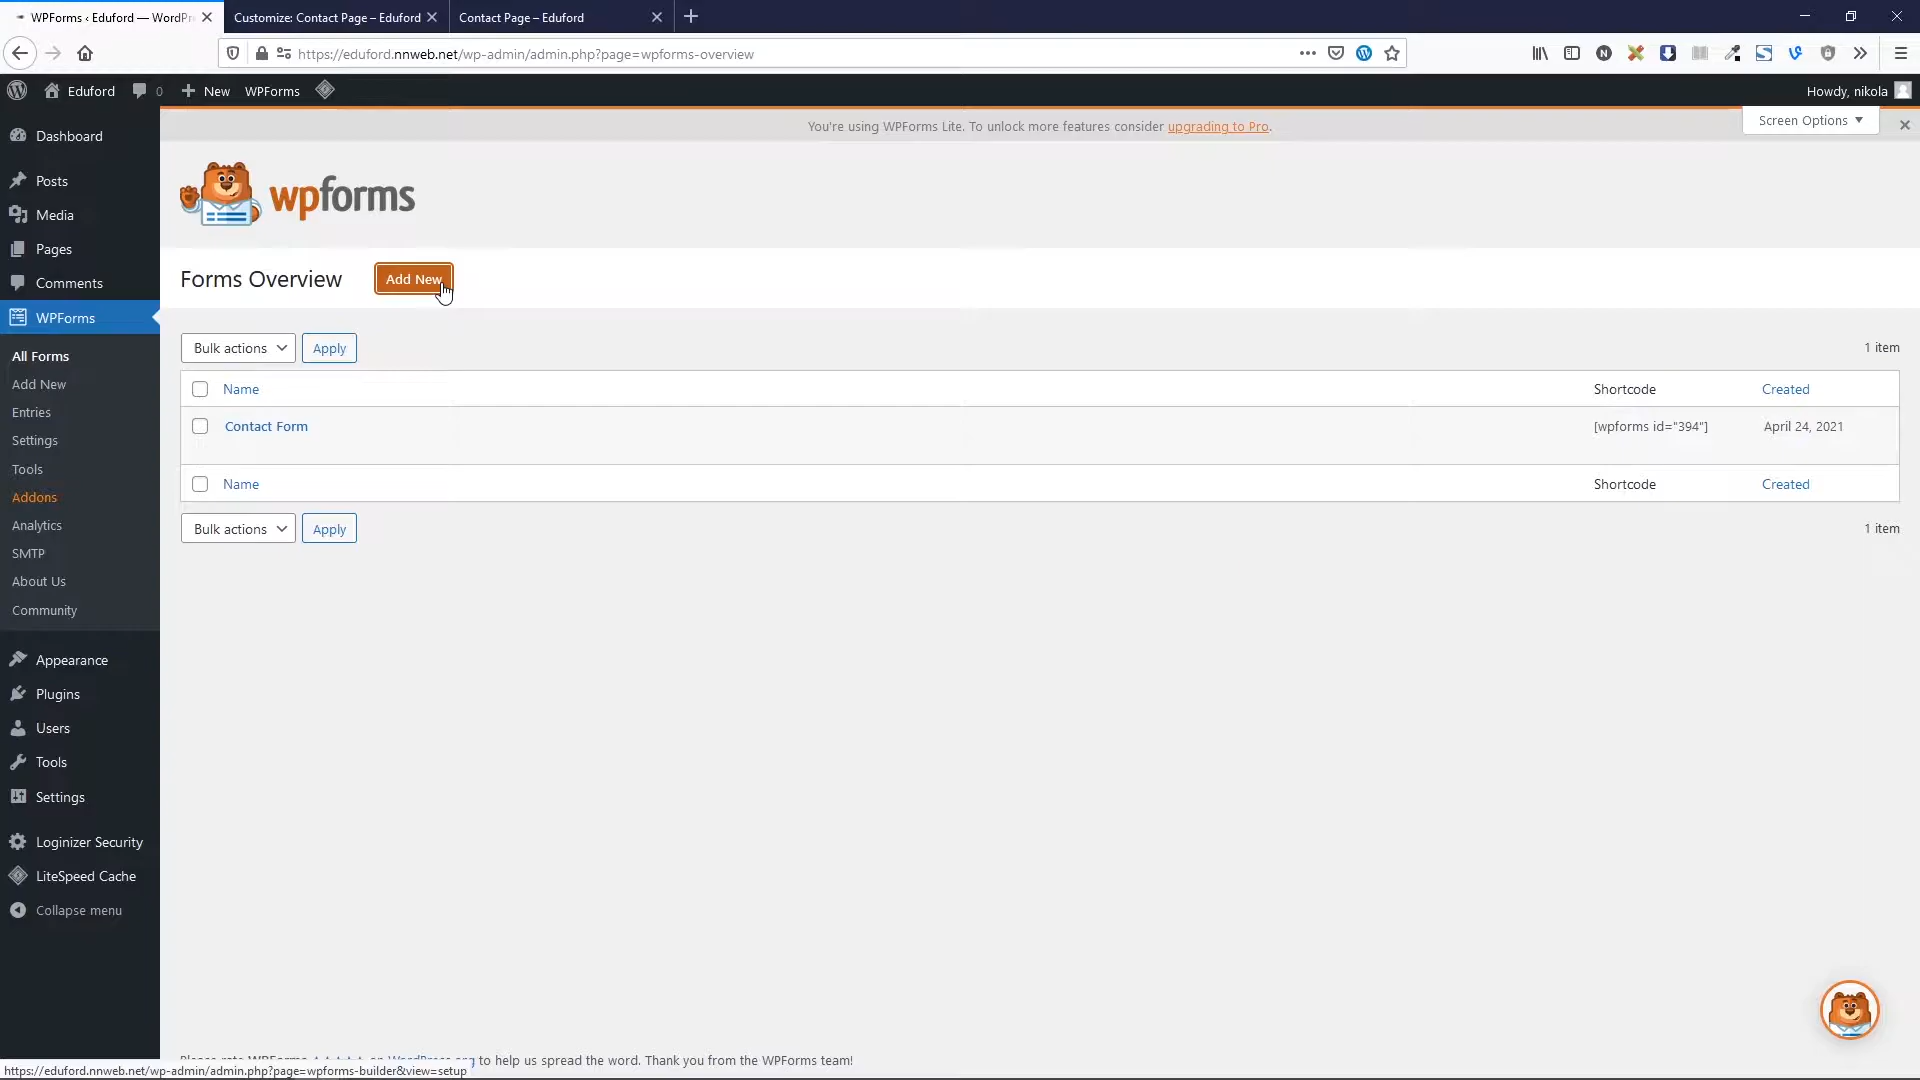 WPForms ‹ Eduford — WordPr
Customize: Contact Page – Eduford
Contact Page – Eduford
https://eduford.nnweb.net/wp-admin/admin.php?page=wpforms-overview
Eduford
0
New
WPForms
Howdy, nikola
You're using WPForms Lite. To unlock more features consider upgrading to Pro.
Screen Options
Dashboard
Posts
Media
Pages
Comments
WPForms
All Forms
Add New
Entries
Settings
Tools
Addons
Analytics
SMTP
About Us
Community
Appearance
Plugins
Users
Tools
Settings
Loginizer Security
LiteSpeed Cache
Collapse menu
wpforms
Forms Overview
Add New
Bulk actions
Apply
1 item
Name
Shortcode
Created
Contact Form
[wpforms id="394"]
April 24, 2021
Name
Shortcode
Created
Bulk actions
Apply
1 item
Please rate WPForms ★★★★★ on WordPress.org to help us spread the word. Thank you from the WPForms team!
https://eduford.nnweb.net/wp-admin/admin.php?page=wpforms-builder&view=setup